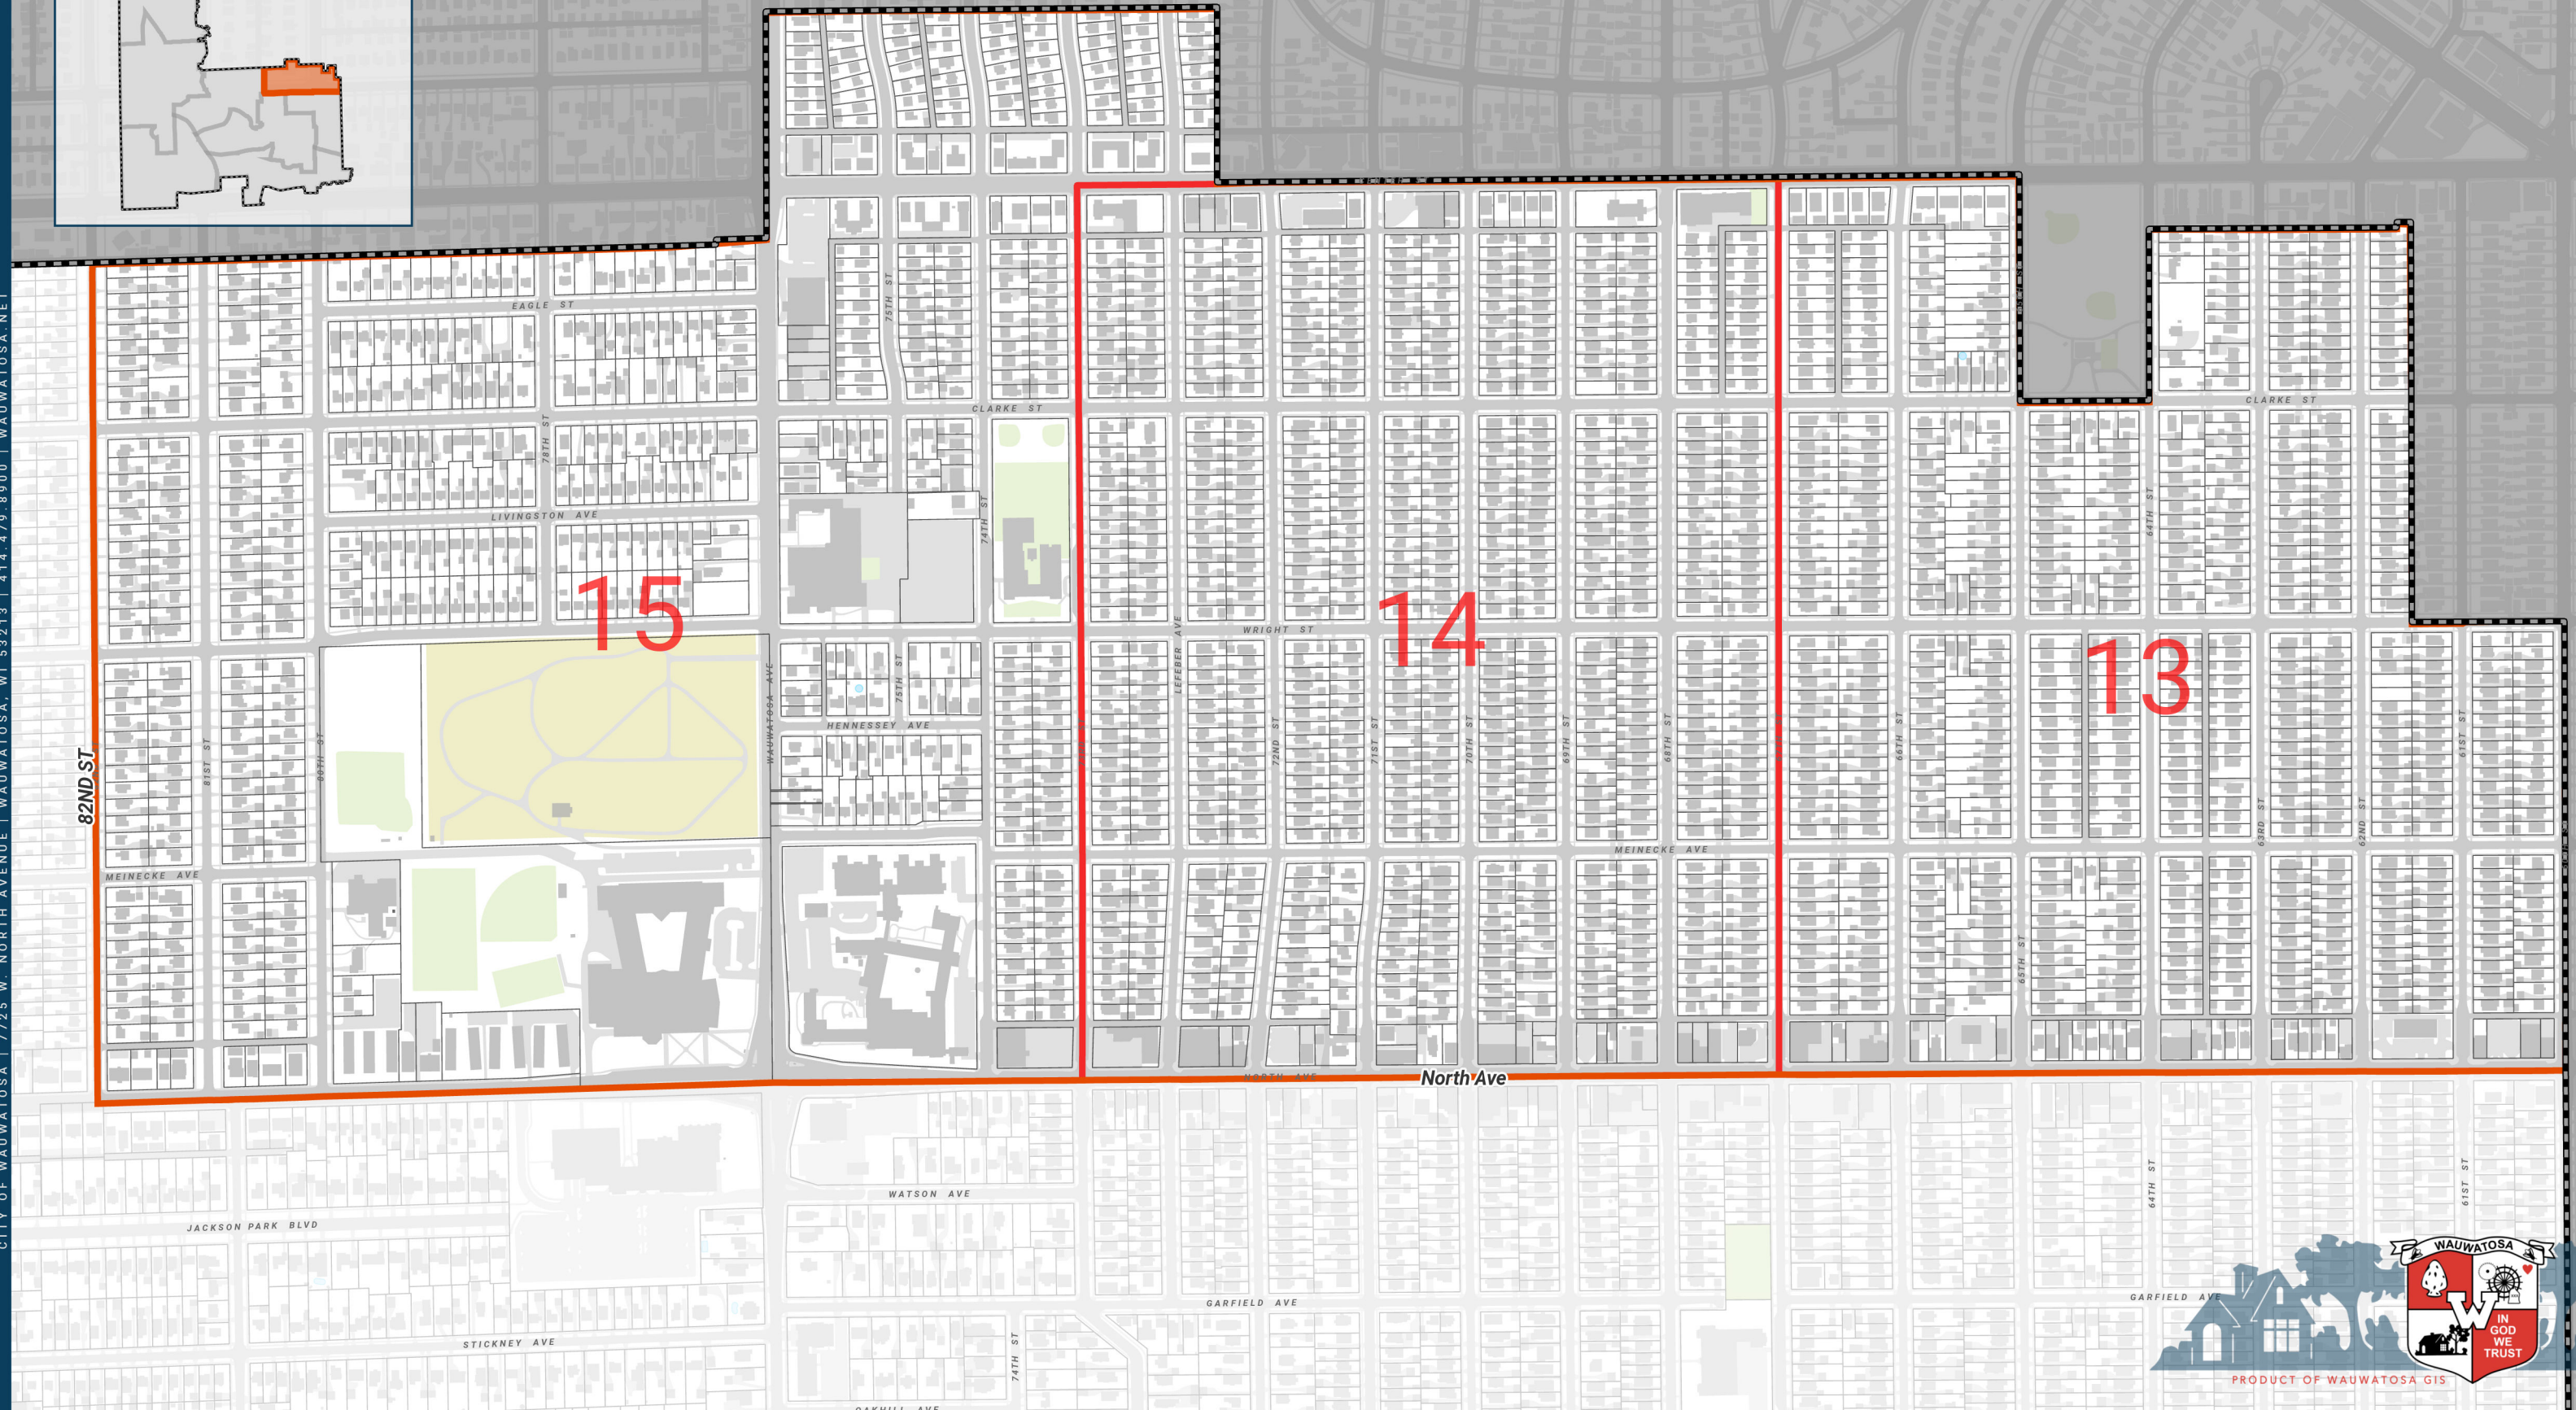 CITY OF WAUWATOSA | 7725 W. NORTH AVENUE | WAUWATOSA, WI 53213 | 414.479.8900 | WAUWATOSA.NET
EAGLE ST
75TH ST
CLARKE ST
CLARKE ST
78TH ST
LIVINGSTON AVE
74TH ST
64TH ST
15
14
13
WRIGHT ST
LEFEBER AVE
75TH ST
WAUWATOSA AVE
HENNESSEY AVE
82ND ST
81ST ST
80TH ST
72ND ST
71ST ST
70TH ST
69TH ST
68TH ST
66TH ST
61ST ST
63RD ST
62ND ST
MEINECKE AVE
MEINECKE AVE
65TH ST
NORTH AVE
North Ave
WATSON AVE
64TH ST
61ST ST
JACKSON PARK BLVD
GARFIELD AVE
GARFIELD AVE
STICKNEY AVE
74TH ST
WAUWATOSA
W
IN
GOD
WE
TRUST
PRODUCT OF WAUWATOSA GIS